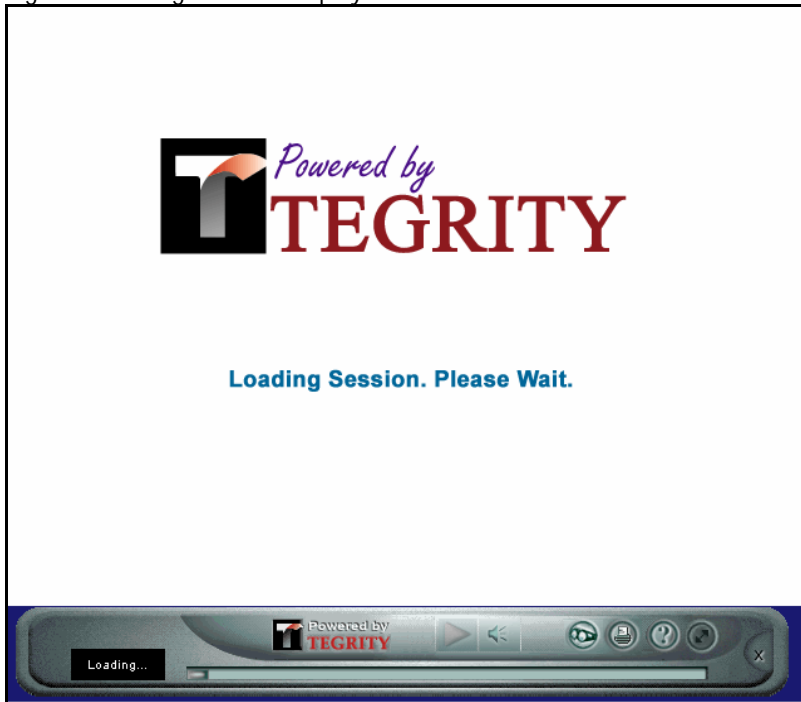 Powered by
TEGRITY
Loading Session. Please Wait.
Powered by
TEGRITY
?
Loading...
X